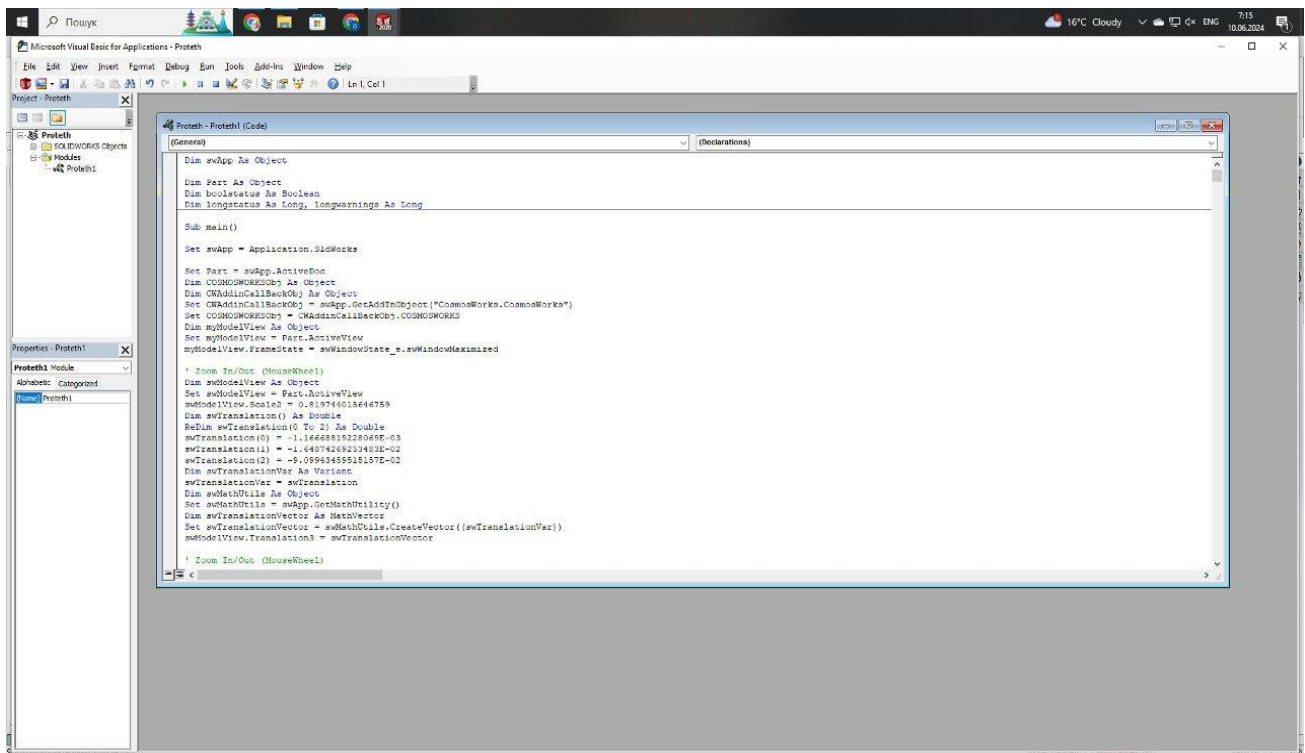 Пошук
16°C Cloudy
ENG
7:15
10.06.2024
Microsoft Visual Basic for Applications - Proteth
File Edit View Insert Format Debug Run Tools Add-Ins Window Help
Ln 1, Col 1
Project - Proteth
Proteth
SOLIDWORKS Objects
Modules
Proteth1
Proteth - Proteth1 (Code)
(General)
(Declarations)
Dim swApp As Object
Dim Part As Object
Dim boolstatus As Boolean
Dim longstatus As Long, longwarnings As Long
Sub main()
Set swApp = Application.SldWorks
Set Part = swApp.ActiveDoc
Dim COSMOSWORKSObj As Object
Dim CWAddinCallBackObj As Object
Set CWAddinCallBackObj = swApp.GetAddInObject("CosmosWorks.CosmosWorks")
Set COSMOSWORKSObj = CWAddinCallBackObj.COSMOSWORKS
Dim myModelView As Object
Set myModelView = Part.ActiveView
myModelView.FrameState = swWindowState_e.swWindowMaximized
' Zoom In/Out (MouseWheel)
Dim swModelView As Object
Set swModelView = Part.ActiveView
swModelView.Scale2 = 0.819744015646759
Dim swTranslation() As Double
ReDim swTranslation(0 To 2) As Double
swTranslation(0) = -1.16668819228069E-03
swTranslation(1) = -1.64874269253483E-02
swTranslation(2) = -9.09943459515157E-02
Dim swTranslationVar As Variant
swTranslationVar = swTranslation
Dim swMathUtils As Object
Set swMathUtils = swApp.GetMathUtility()
Dim swTranslationVector As MathVector
Set swTranslationVector = swMathUtils.CreateVector((swTranslationVar))
swModelView.Translation3 = swTranslationVector
' Zoom In/Out (MouseWheel)
Properties - Proteth1
Proteth1 Module
Alphabetic Categorized
(Name) Proteth1